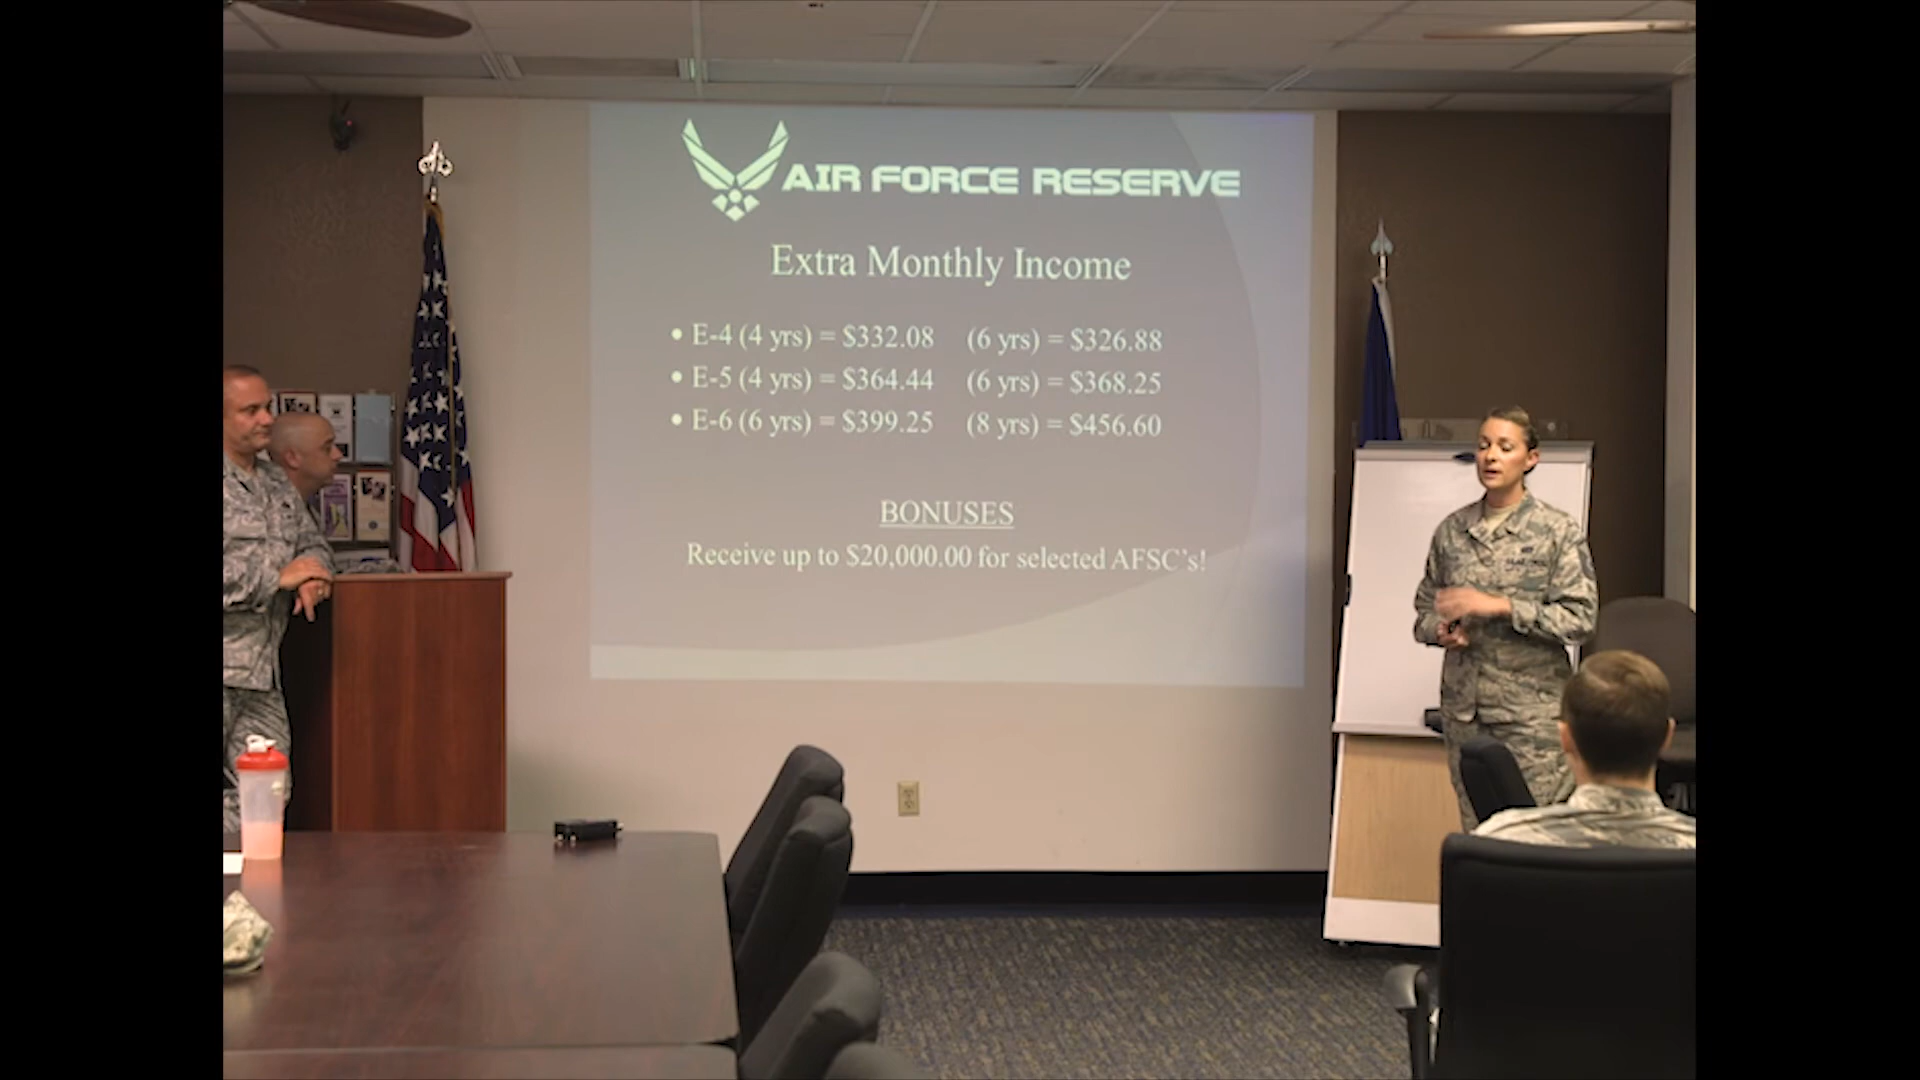 AIR FORCE RESERVE
Extra Monthly Income
• E-4 (4 yrs) = $332.08 (6 yrs) = $326.88
• E-5 (4 yrs) = $364.44 (6 yrs) = $368.25
• E-6 (6 yrs) = $399.25 (8 yrs) = $456.60
BONUSES
Receive up to $20,000.00 for selected AFSC's!